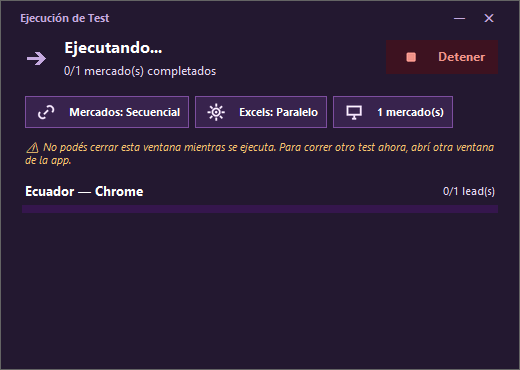 Ejecución de Test
Ejecutando...
0/1 mercado(s) completados
Detener
Mercados: Secuencial
Excels: Paralelo
1 mercado(s)
⚠ No podés cerrar esta ventana mientras se ejecuta. Para correr otro test ahora, abrí otra ventana
de la app.
Ecuador — Chrome
0/1 lead(s)